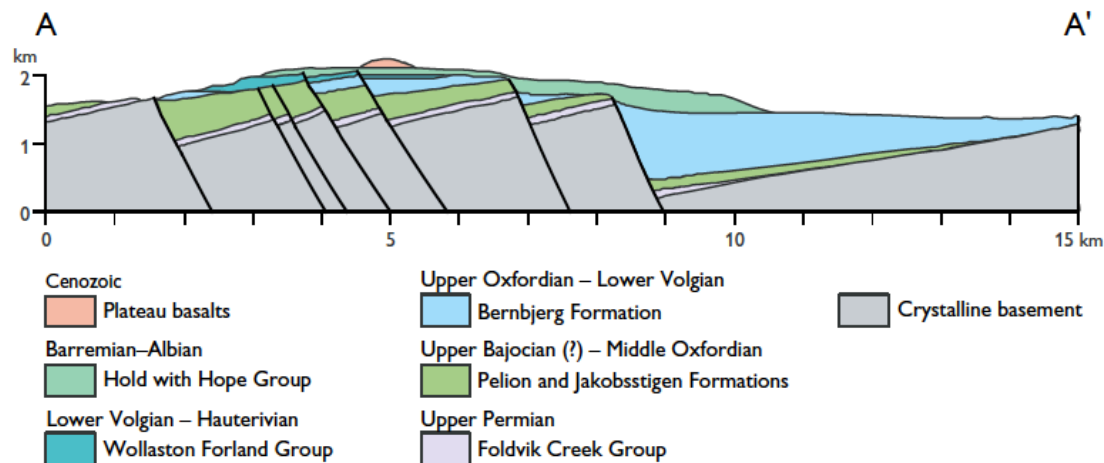 A
A'
km
2
1
0
0
5
10
15 km
Cenozoic
Plateau basalts
Barremian–Albian
Hold with Hope Group
Lower Volgian – Hauterivian
Wollaston Forland Group
Upper Oxfordian – Lower Volgian
Bernbjerg Formation
Upper Bajocian (?) – Middle Oxfordian
Pelion and Jakobsstigen Formations
Upper Permian
Foldvik Creek Group
Crystalline basement